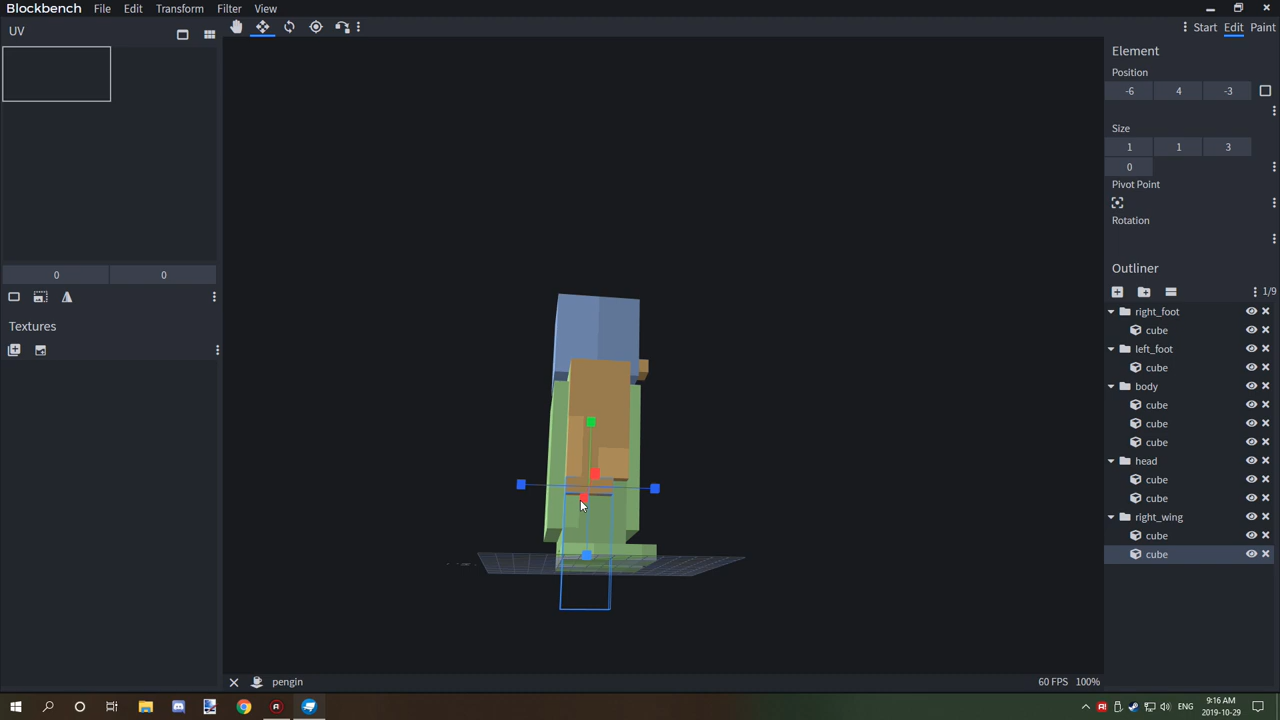 Blockbench File Edit Transform Filter View
UV
Start Edit Paint
Element
Position
-6 4 -3
Size
1 1 3
0
Pivot Point
Rotation
0 0
Textures
Outliner
1/9
right_foot
cube
left_foot
cube
body
cube
cube
cube
head
cube
cube
right_wing
cube
cube
pengin
60 FPS 100%
ENG
9:16 AM
2019-10-29